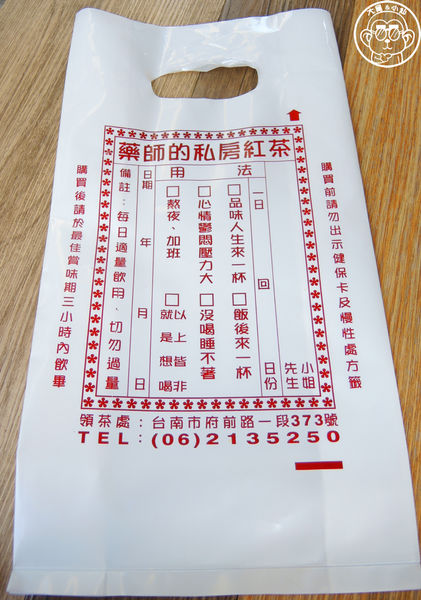 大龜&小點
藥師的私房紅茶
用法
小姐
先生
一日 回 日份
□品味人生來一杯 □飯後來一杯
□心情鬱悶壓力大 □沒喝睡不著
□熬夜、加班 □以上皆非就是想喝
日期 年 月 日
備註：每日適量飲用、切勿過量
購買前請勿出示健保卡及慢性處方籤
購買後請於最佳賞味期三小時內飲畢
領茶處：台南市府前路一段373號
TEL:(06)2135250